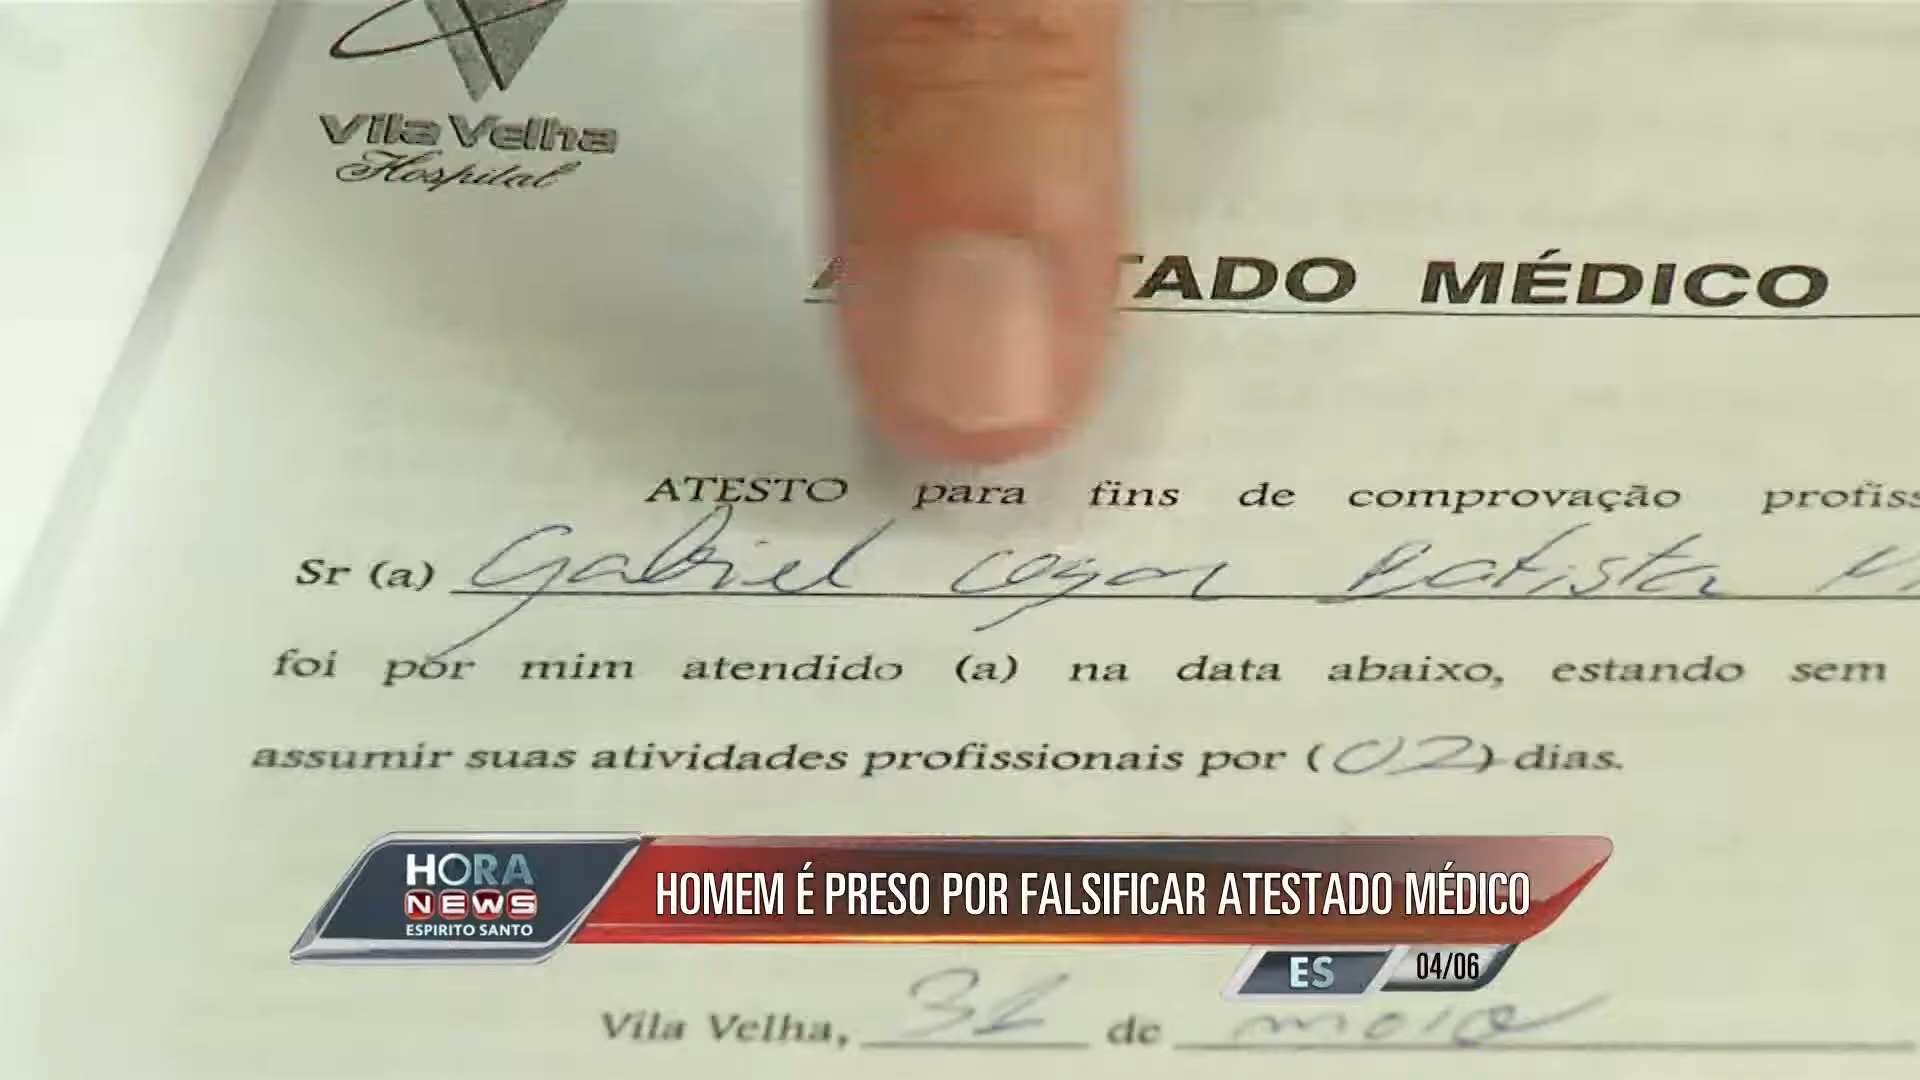 Vila Velha
Hospital
TADO MÉDICO
ATESTO para fins de comprovação profiss
Sr (a) Gabriel Cezar Batista
foi por mim atendido (a) na data abaixo, estando sem
assumir suas atividades profissionais por (02) dias.
HORA
NEWS
ESPIRITO SANTO
HOMEM É PRESO POR FALSIFICAR ATESTADO MÉDICO
ES
04/06
Vila Velha, 31 de maio